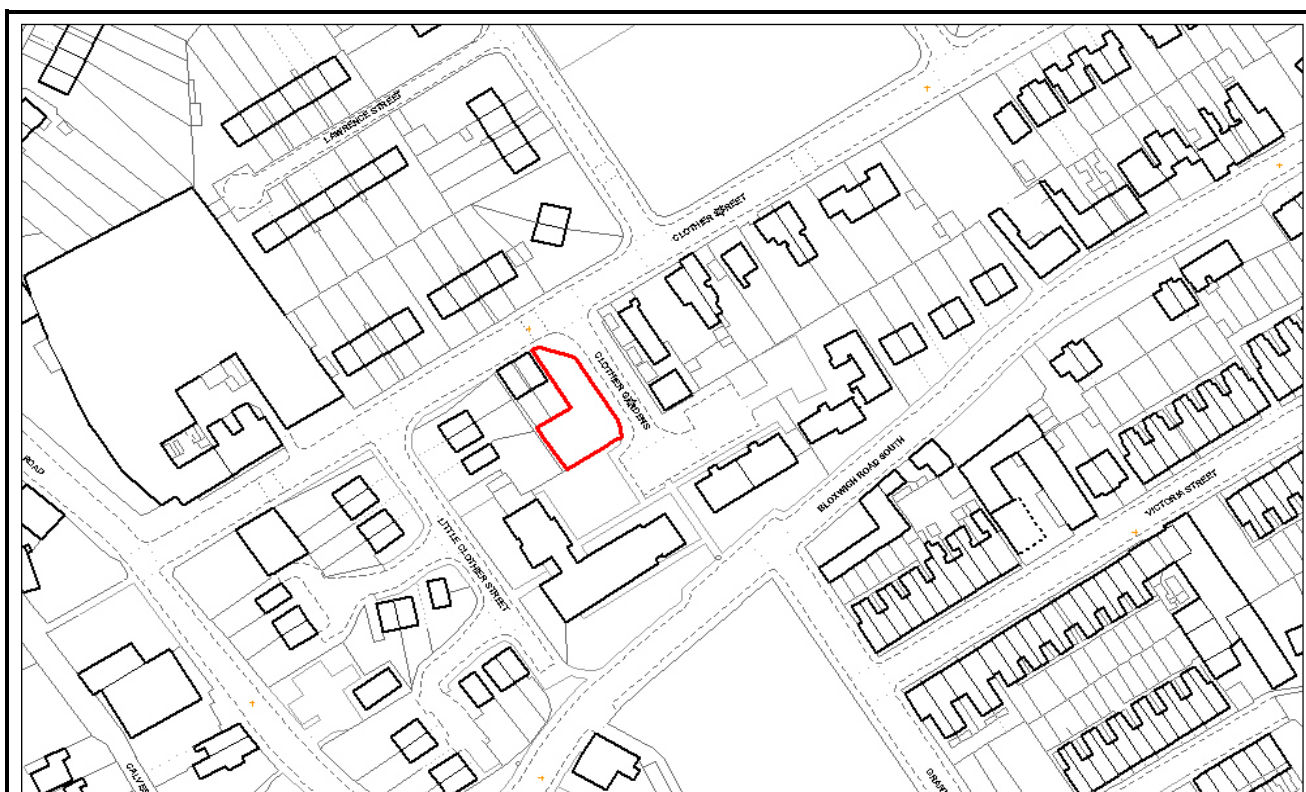 LAWRENCE STREET
CLOTHIER STREET
CLOTHIER GARDENS
ROAD
BLOXWICH ROAD SOUTH
VICTORIA STREET
LITTLE CLOTHIER STREET